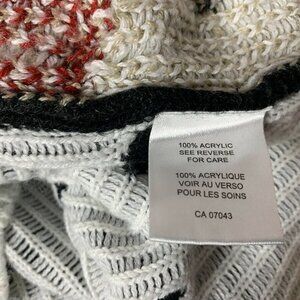 100% ACRYLIC
SEE REVERSE
FOR CARE
100% ACRYLIQUE
VOIR AU VERSO
POUR LES SOINS
CA 07043